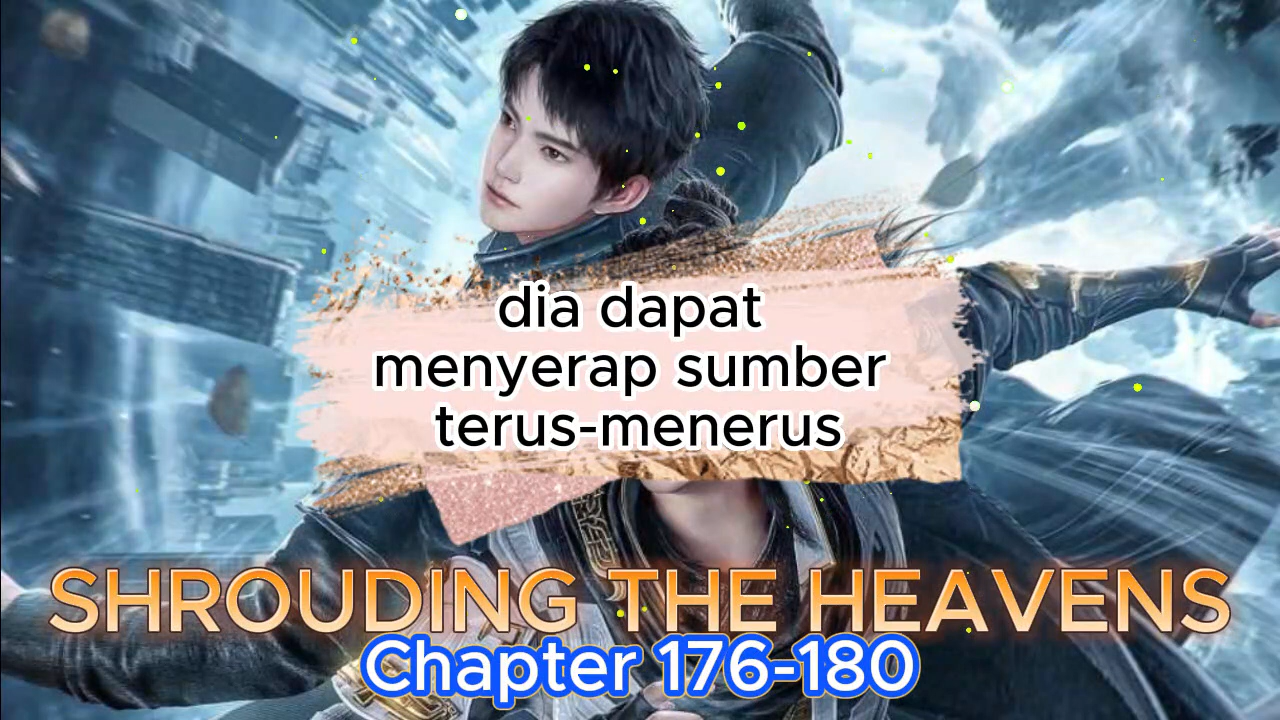 dia dapat
menyerap sumber
terus-menerus
SHROUDING THE HEAVENS
Chapter 176-180